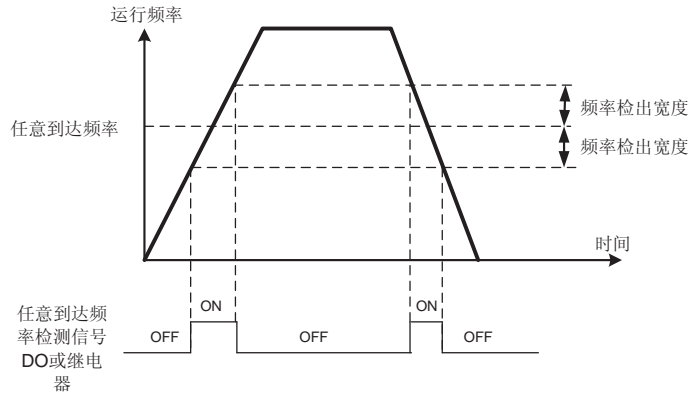 运行频率
任意到达频率
频率检出宽度
频率检出宽度
时间
任意到达频
率检测信号
DO或继电
器
OFF
ON
OFF
ON
OFF